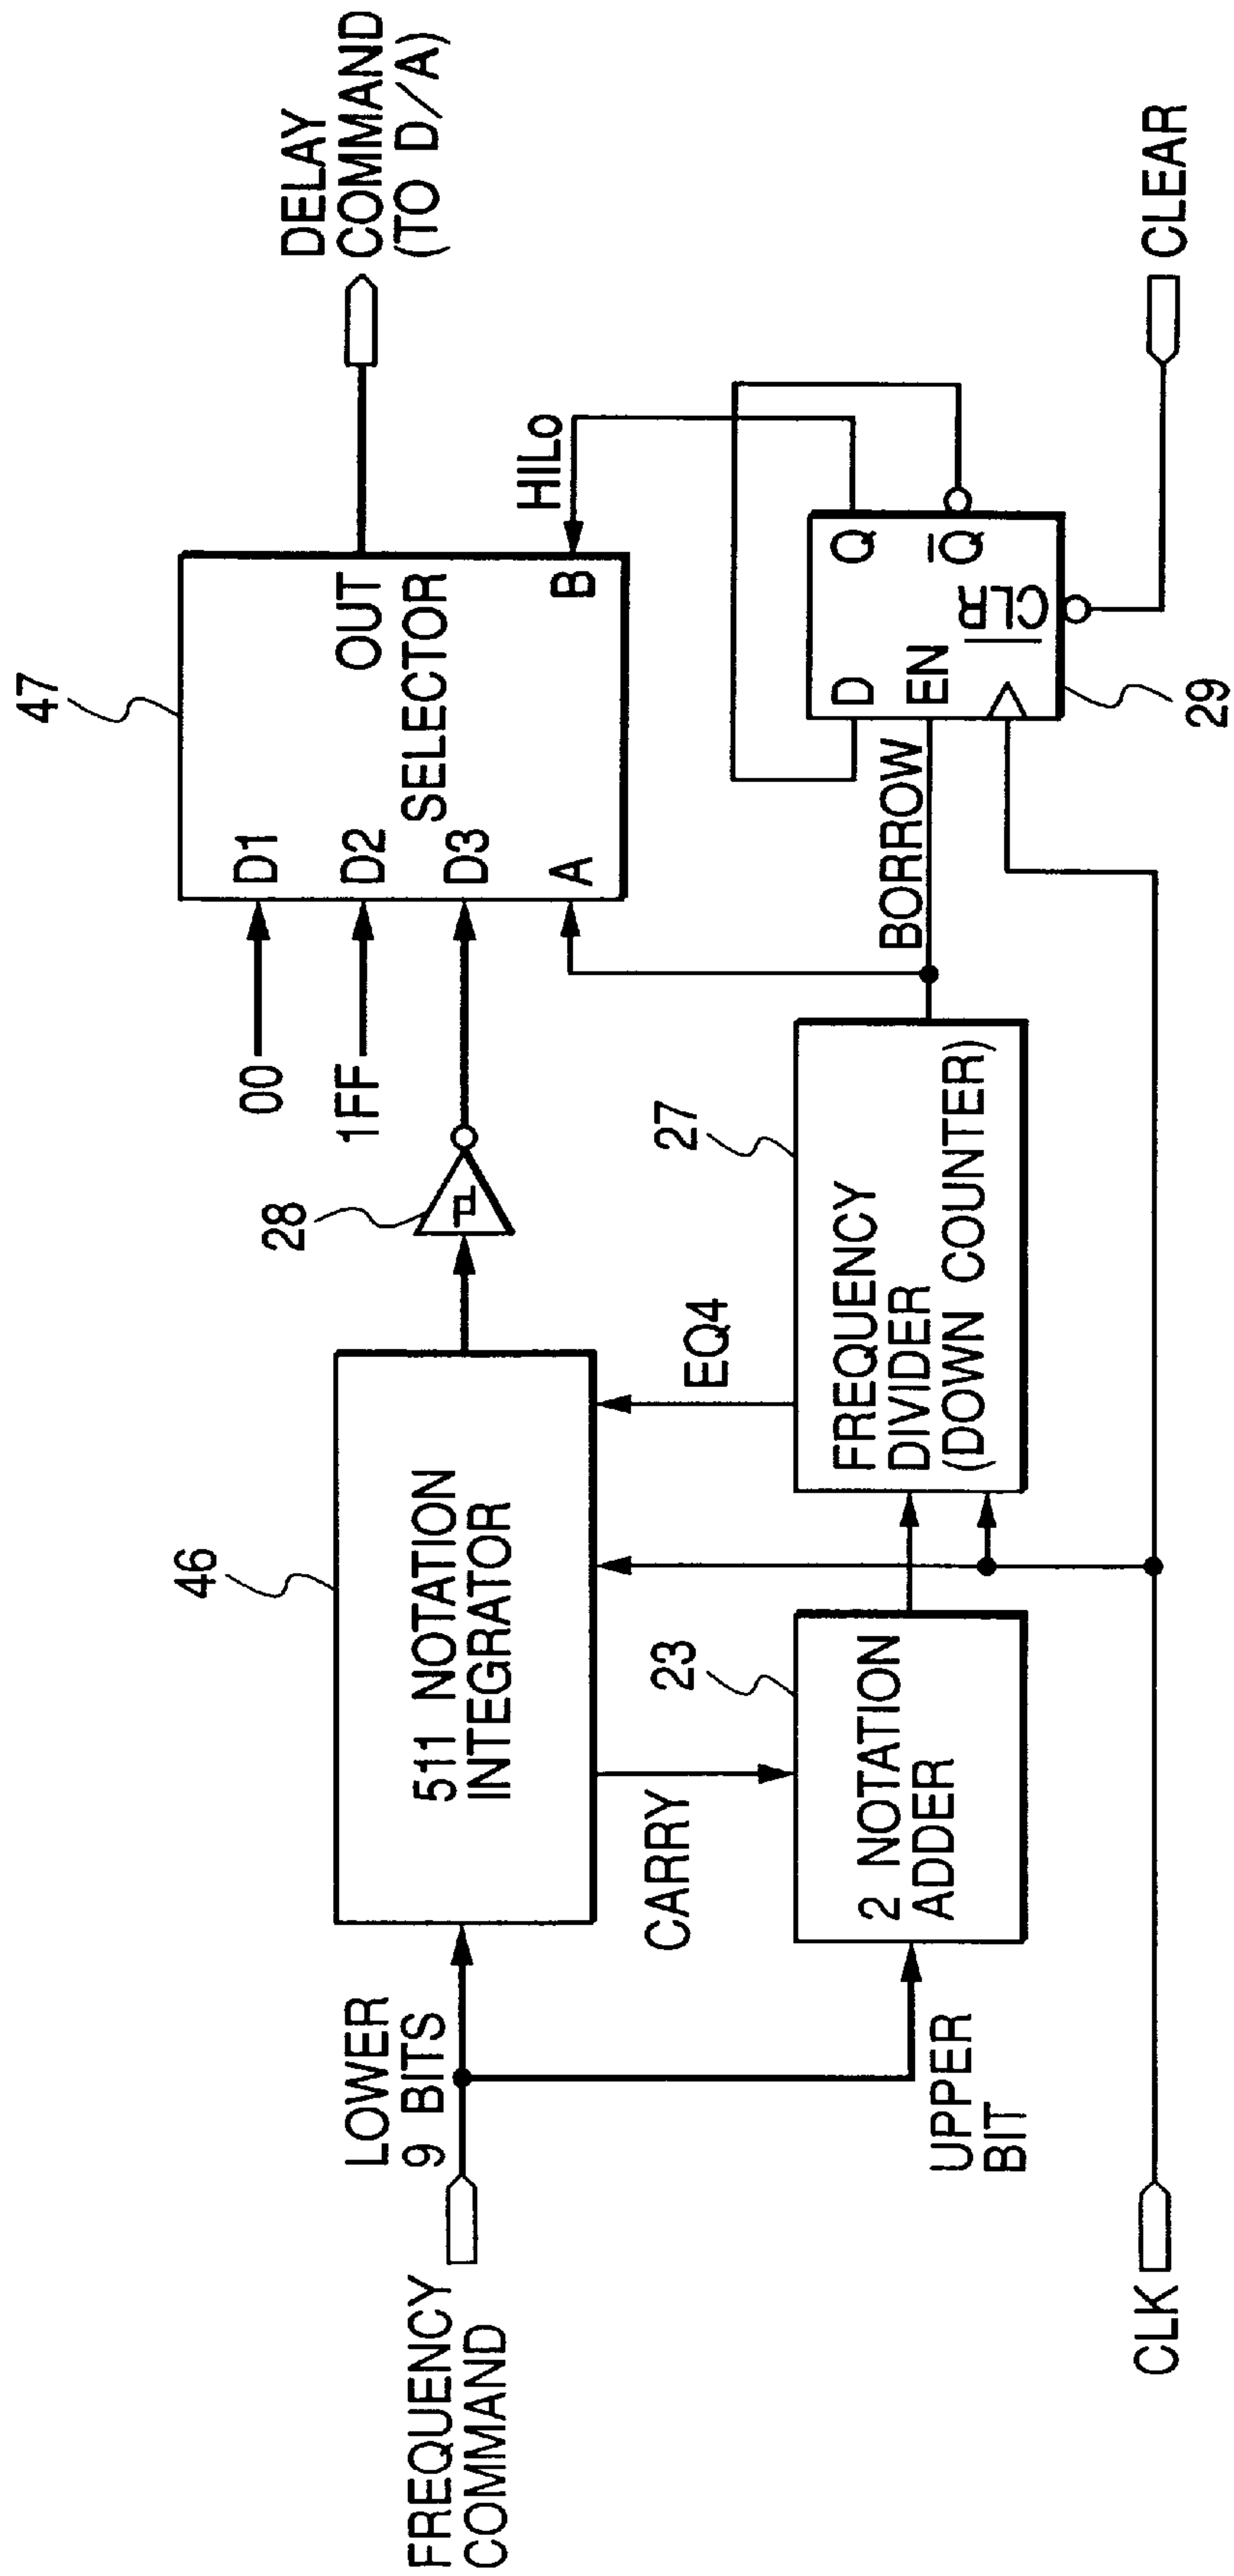 47
DELAY
COMMAND
(TO D/A)
00
D1
1FF
D2
OUT
SELECTOR
D3
A
B
HILo
28
46
511 NOTATION
INTEGRATOR
LOWER
9 BITS
FREQUENCY
COMMAND
CARRY
EQ4
23
27
2 NOTATION
ADDER
FREQUENCY
DIVIDER
(DOWN COUNTER)
BORROW
D
Q
EN
Q
CLR
29
UPPER
BIT
CLK
CLEAR